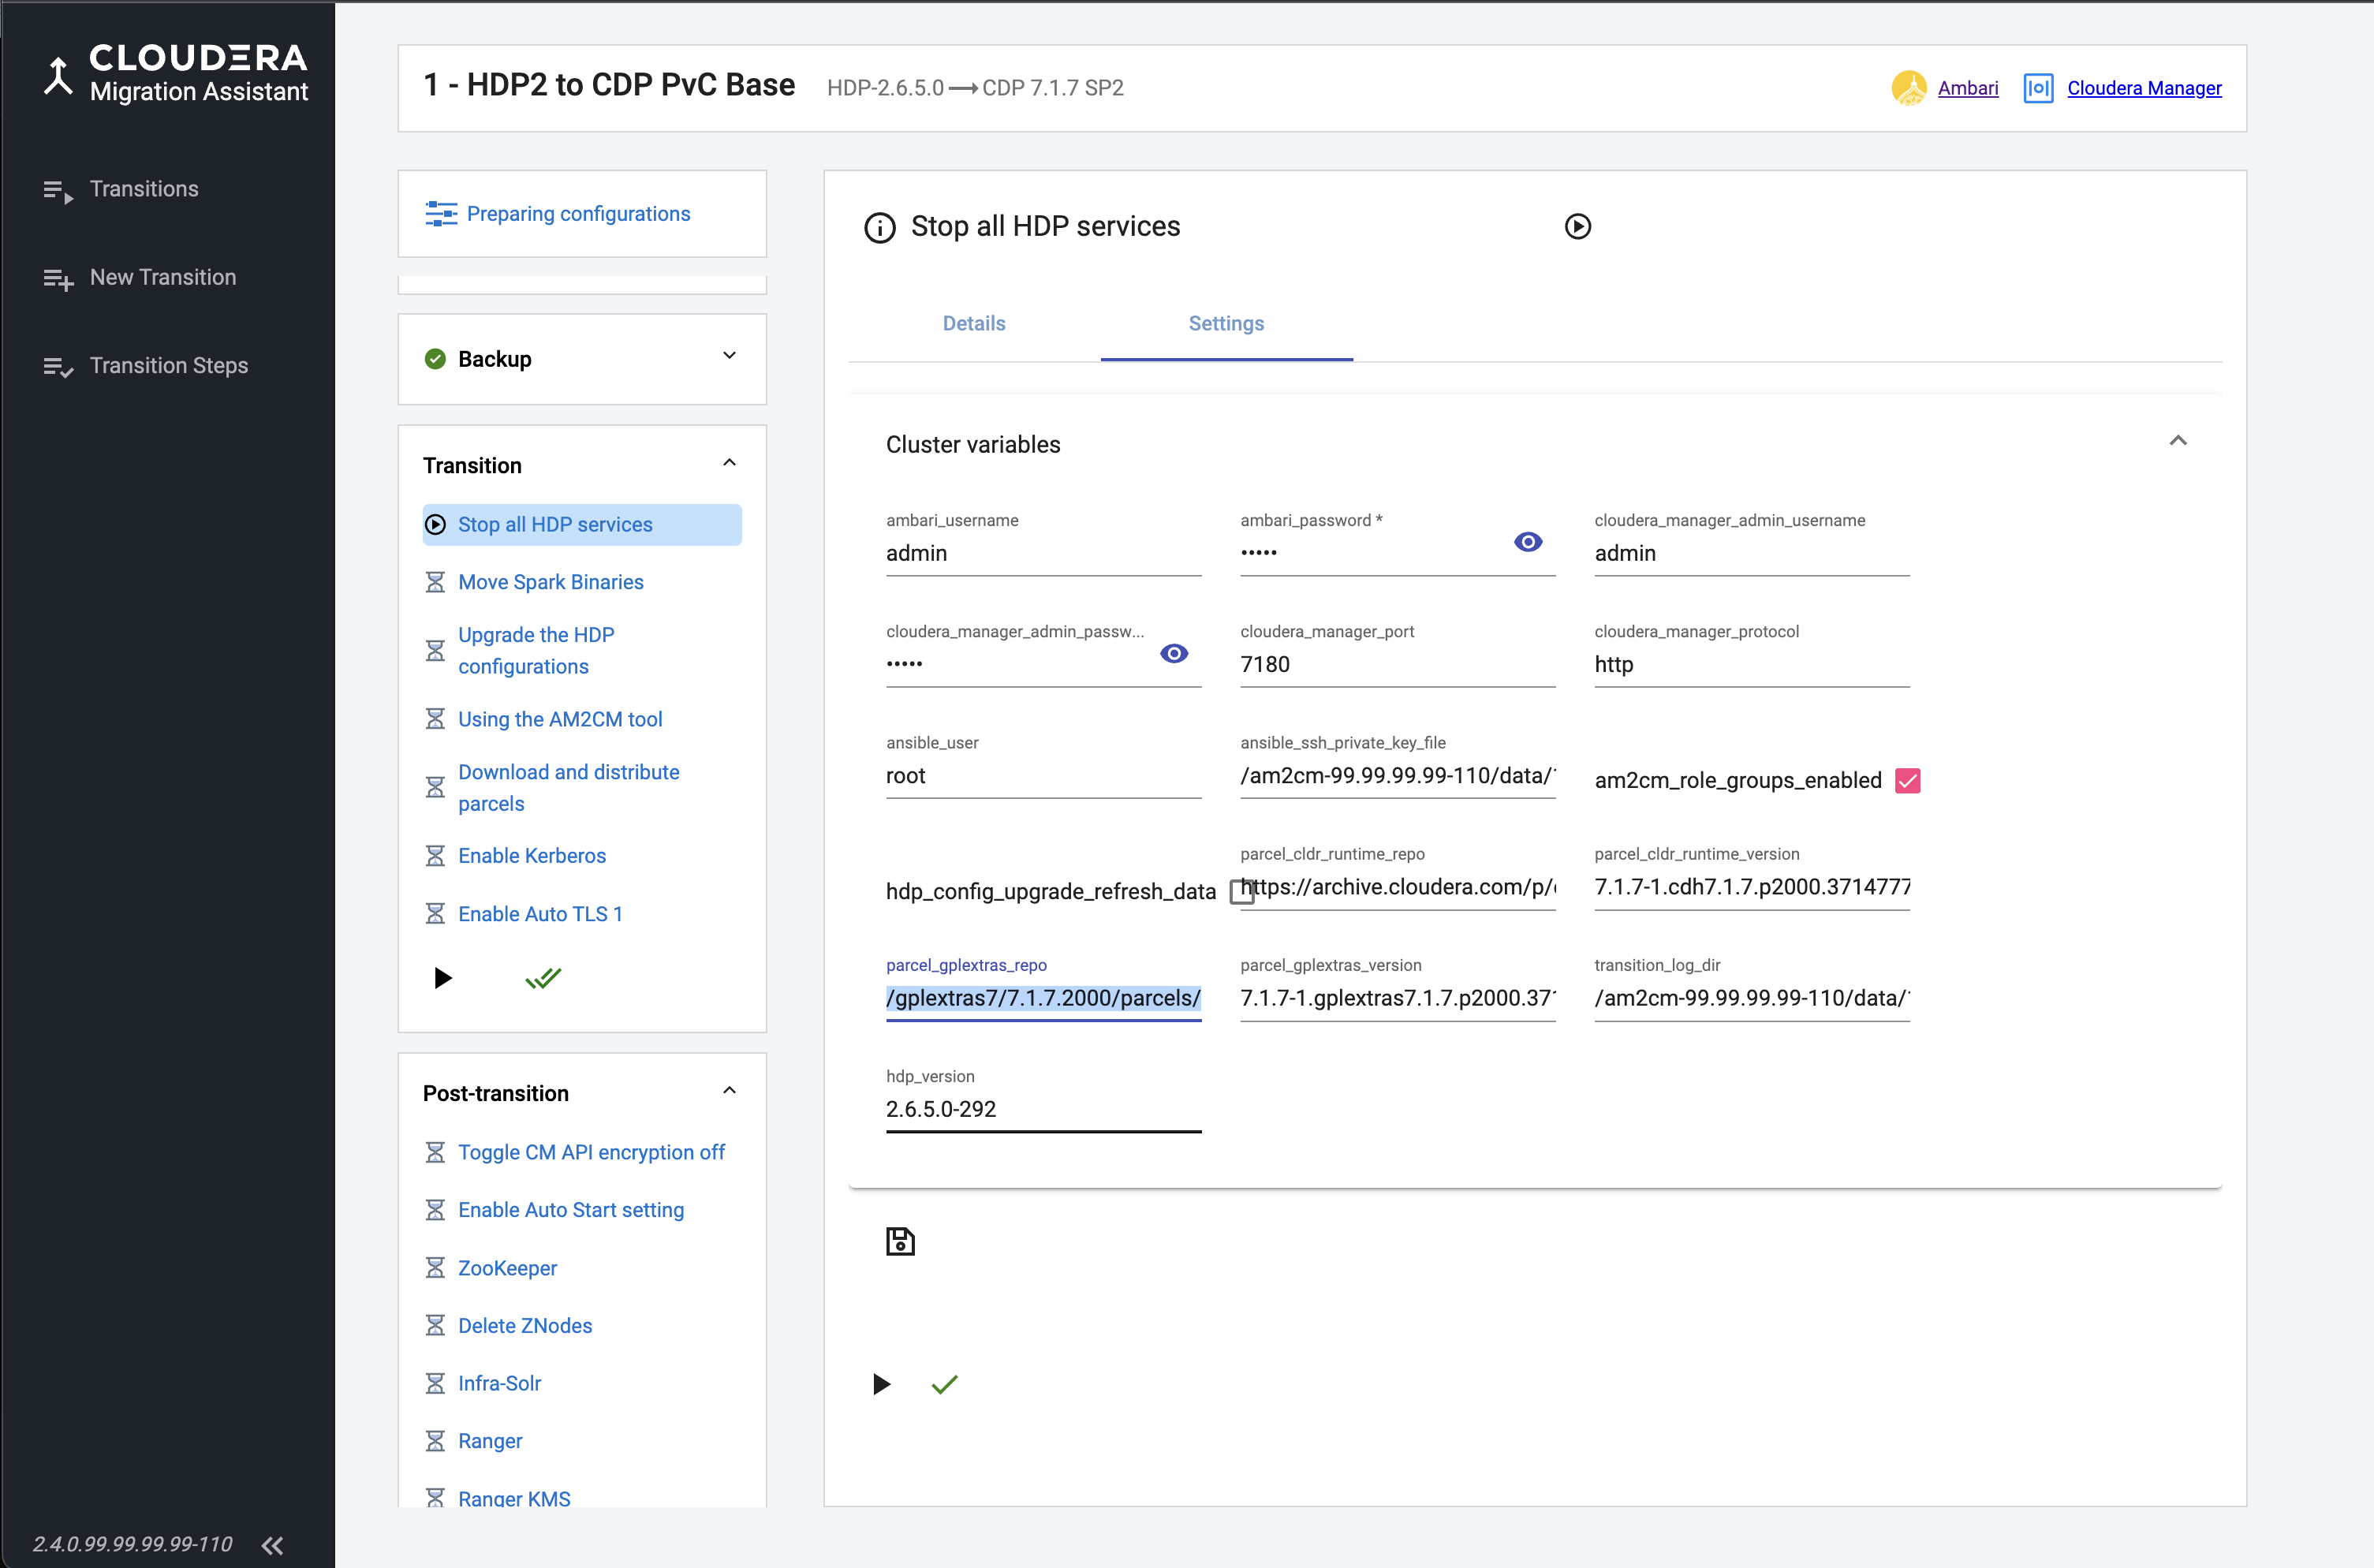 CLOUDERA
Migration Assistant
Transitions
New Transition
Transition Steps
2.4.0.99.99.99.99-110
1 - HDP2 to CDP PvC Base
HDP-2.6.5.0 ⟶ CDP 7.1.7 SP2
Ambari
Cloudera Manager
Preparing configurations
Backup
Transition
Stop all HDP services
Move Spark Binaries
Upgrade the HDP
configurations
Using the AM2CM tool
Download and distribute
parcels
Enable Kerberos
Enable Auto TLS 1
Post-transition
Toggle CM API encryption off
Enable Auto Start setting
ZooKeeper
Delete ZNodes
Infra-Solr
Ranger
Ranger KMS
Stop all HDP services
Details
Settings
Cluster variables
ambari_username
admin
ambari_password *
•••••
cloudera_manager_admin_username
admin
cloudera_manager_admin_passw...
•••••
cloudera_manager_port
7180
cloudera_manager_protocol
http
ansible_user
root
ansible_ssh_private_key_file
/am2cm-99.99.99.99-110/data/
am2cm_role_groups_enabled
hdp_config_upgrade_refresh_data
parcel_cldr_runtime_repo
https://archive.cloudera.com/p/
parcel_cldr_runtime_version
7.1.7-1.cdh7.1.7.p2000.3714777
parcel_gplextras_repo
/gplextras7/7.1.7.2000/parcels/
parcel_gplextras_version
7.1.7-1.gplextras7.1.7.p2000.37
transition_log_dir
/am2cm-99.99.99.99-110/data/
hdp_version
2.6.5.0-292